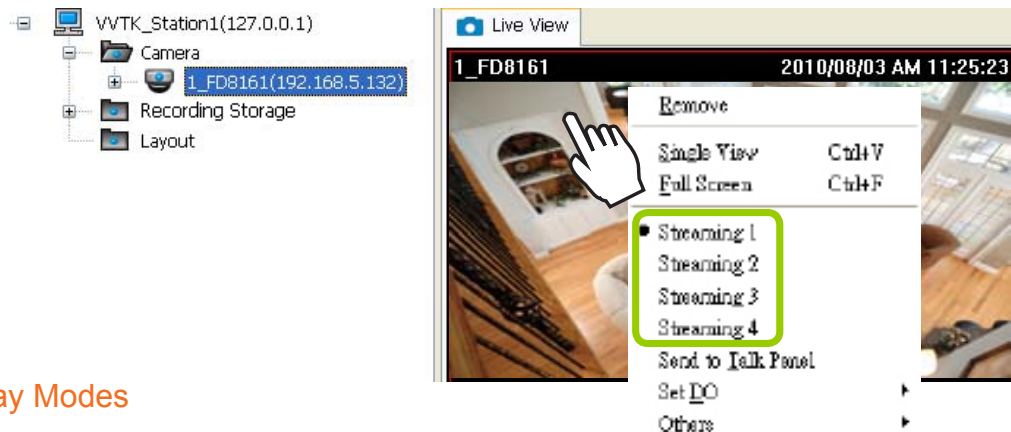 VVTK_Station1(127.0.0.1)
Camera
1_FD8161(192.168.5.132)
Recording Storage
Layout
Live View
1_FD8161 2010/08/03 AM 11:25:23
Remove
Single View Ctrl+V
Full Screen Ctrl+F
Streaming 1
Streaming 2
Streaming 3
Streaming 4
Send to Talk Panel
Set DO
Others
ay Modes